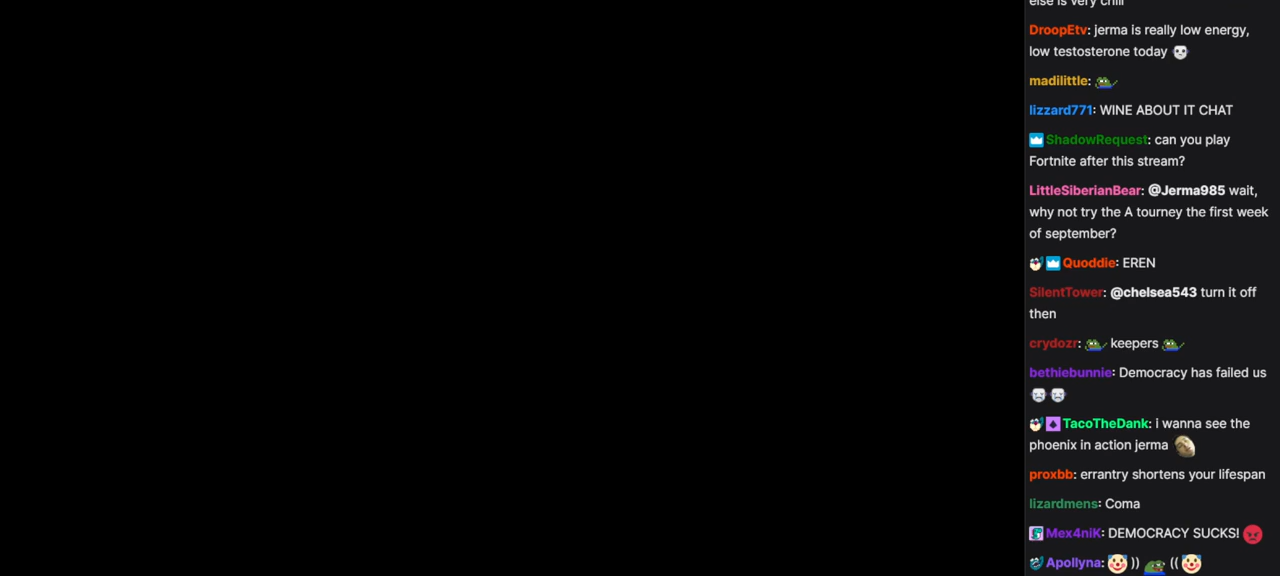 else is very chill
DroopEtv: jerma is really low energy,
low testosterone today
madilittle:
lizzard771: WINE ABOUT IT CHAT
ShadowRequest: can you play
Fortnite after this stream?
LittleSiberianBear: @Jerma985 wait,
why not try the A tourney the first week
of september?
Quoddie: EREN
SilentTower: @chelsea543 turn it off
then
crydozr: keepers
bethiebunnie: Democracy has failed us
TacoTheDank: i wanna see the
phoenix in action jerma
proxbb: errantry shortens your lifespan
lizardmens: Coma
Mex4niK: DEMOCRACY SUCKS!
Apollyna: )) ((